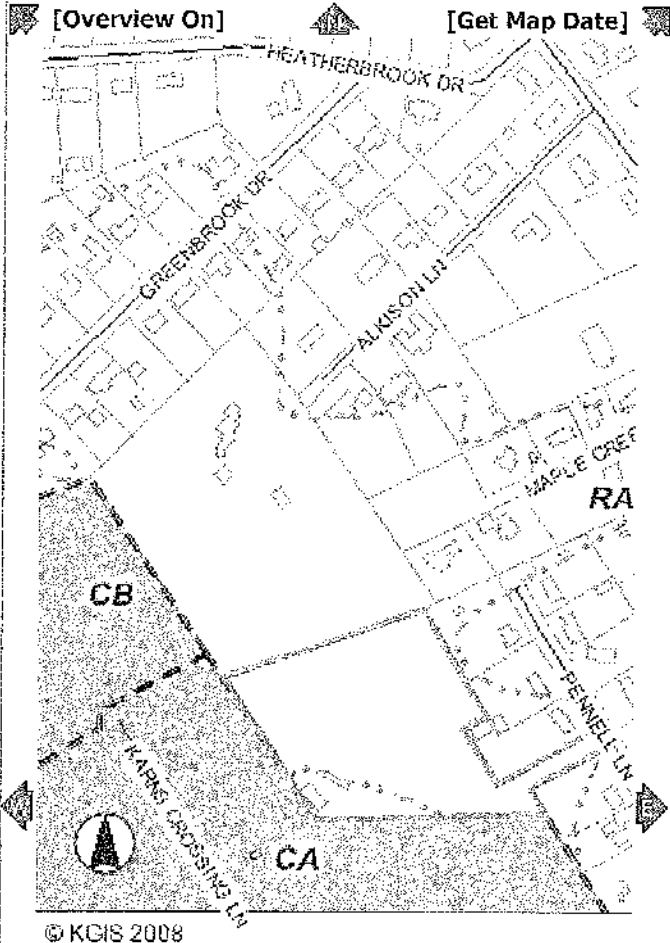 [Overview On] N [Get Map Date]
HEATHERBROOK DR
GREENBROOK DR
ALKISON LN
MAPLE CREE
RA
CB
PENNELL LN
KARNS CROSSING LN
CA
© KGIS 2008